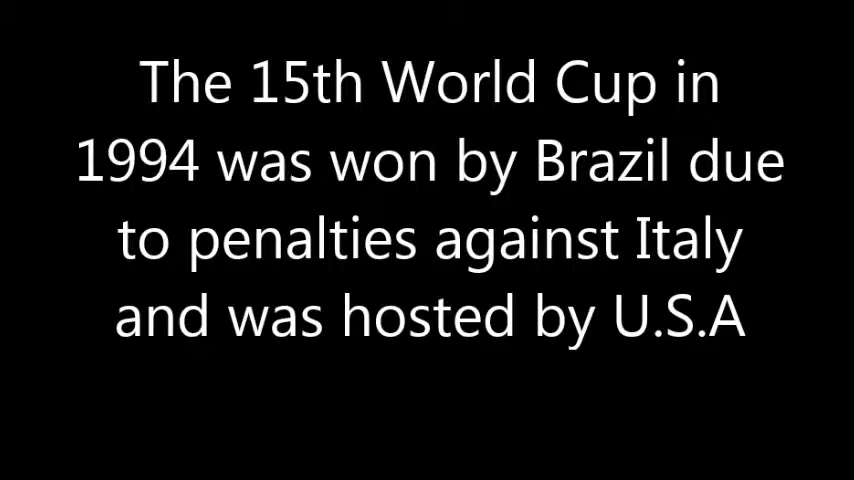 The 15th World Cup in
1994 was won by Brazil due
to penalties against Italy
and was hosted by U.S.A